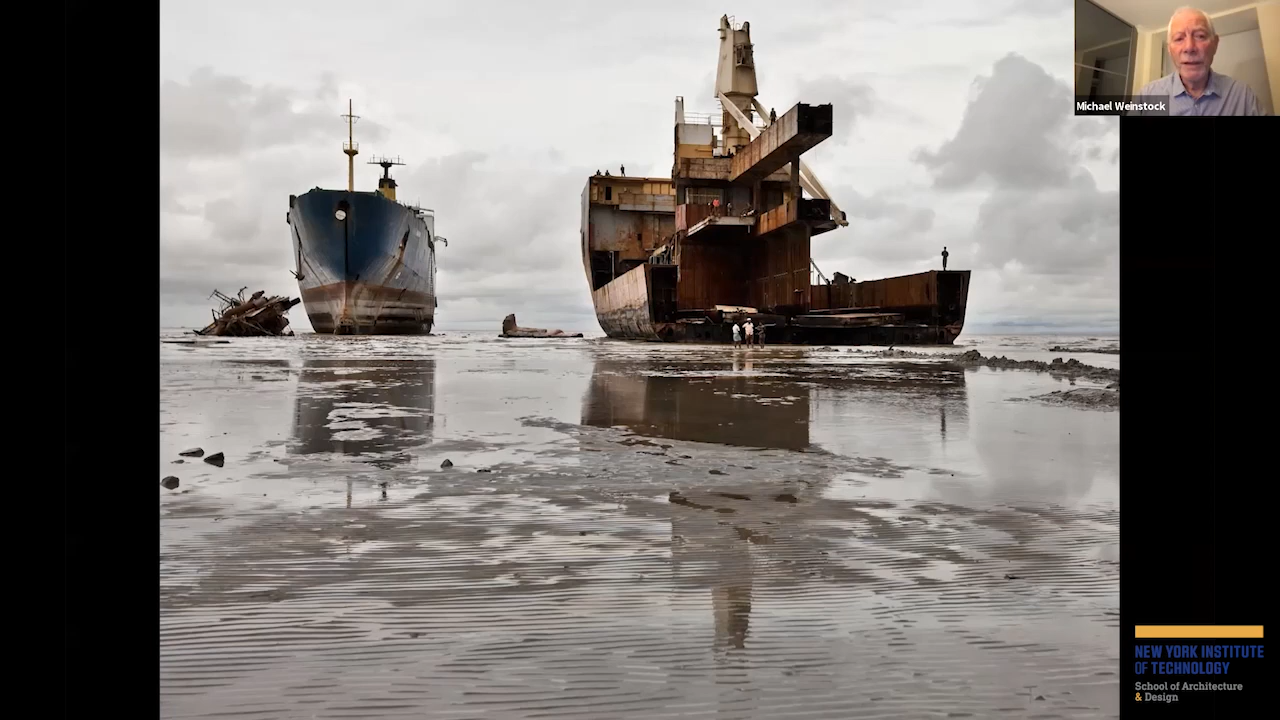 Michael Weinstock
NEW YORK INSTITUTE
OF TECHNOLOGY
School of Architecture
& Design